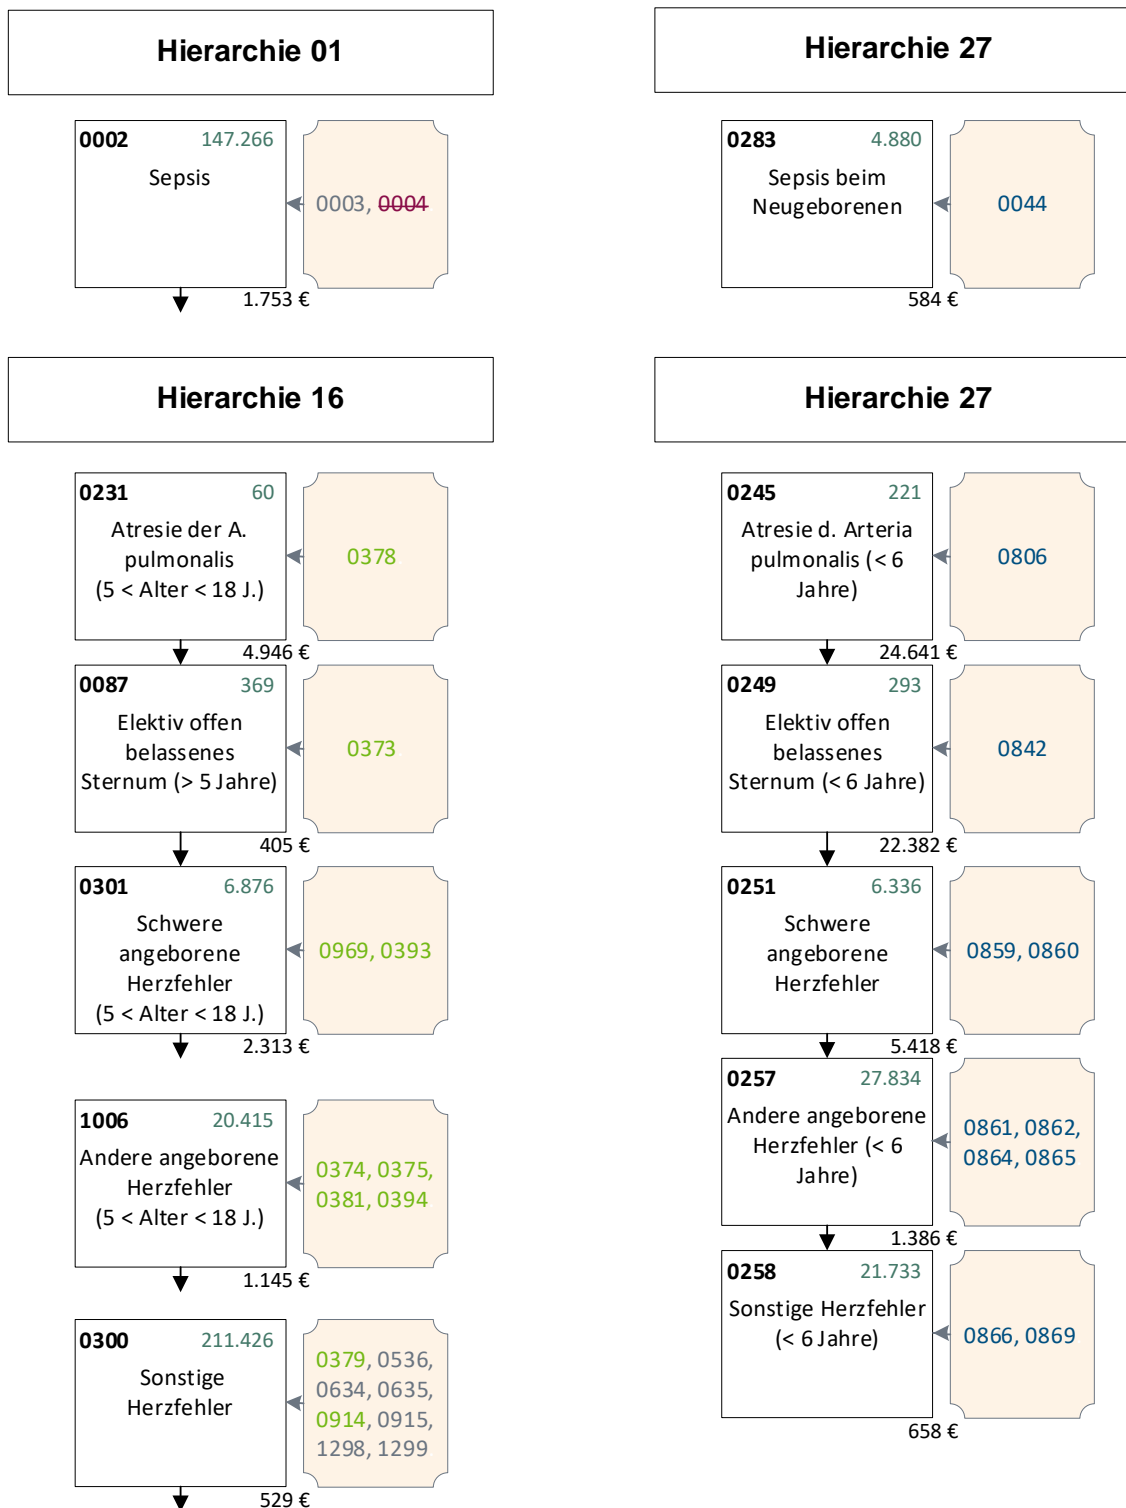 Hierarchie 01
0002 147.266
Sepsis
0003, 0004
1.753 €
Hierarchie 27
0283 4.880
Sepsis beim
Neugeborenen
0044
584 €
Hierarchie 16
0231 60
Atresie der A.
pulmonalis
(5 < Alter < 18 J.)
0378
4.946 €
0087 369
Elektiv offen
belassenes
Sternum (> 5 Jahre)
0373
405 €
0301 6.876
Schwere
angeborene
Herzfehler
(5 < Alter < 18 J.)
0969, 0393
2.313 €
1006 20.415
Andere angeborene
Herzfehler
(5 < Alter < 18 J.)
0374, 0375,
0381, 0394
1.145 €
0300 211.426
Sonstige
Herzfehler
0379, 0536,
0634, 0635,
0914, 0915,
1298, 1299
529 €
Hierarchie 27
0245 221
Atresie d. Arteria
pulmonalis (< 6
Jahre)
0806
24.641 €
0249 293
Elektiv offen
belassenes
Sternum (< 6 Jahre)
0842
22.382 €
0251 6.336
Schwere
angeborene
Herzfehler
0859, 0860
5.418 €
0257 27.834
Andere angeborene
Herzfehler (< 6
Jahre)
0861, 0862,
0864, 0865
1.386 €
0258 21.733
Sonstige Herzfehler
(< 6 Jahre)
0866, 0869
658 €